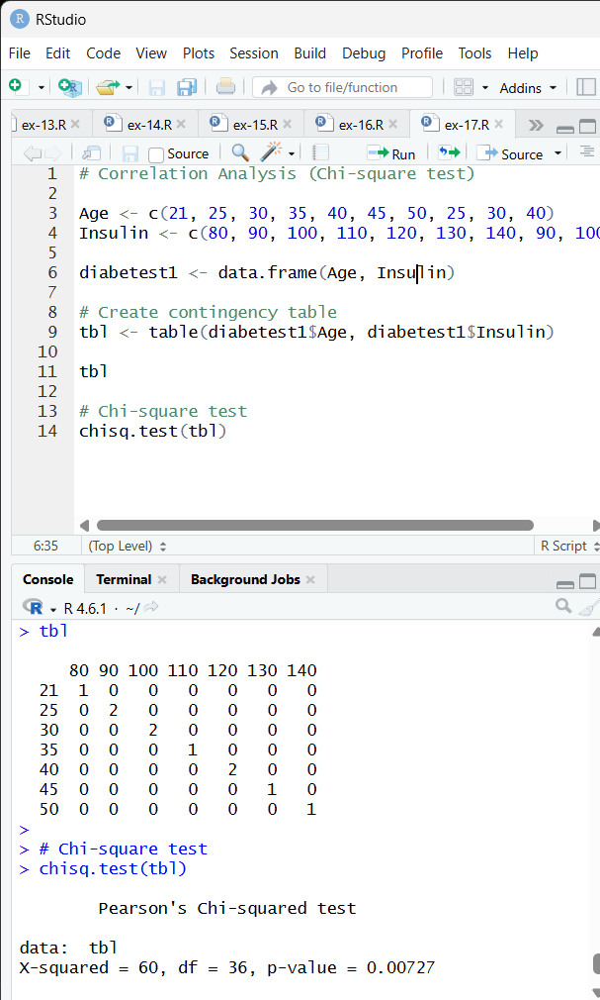 RStudio
File Edit Code View Plots Session Build Debug Profile Tools Help
Go to file/function Addins
ex-13.R ex-14.R ex-15.R ex-16.R ex-17.R
Source Run Source
1 # Correlation Analysis (Chi-square test)
2
3 Age <- c(21, 25, 30, 35, 40, 45, 50, 25, 30, 40)
4 Insulin <- c(80, 90, 100, 110, 120, 130, 140, 90, 100
5
6 diabetest1 <- data.frame(Age, Insulin)
7
8 # Create contingency table
9 tbl <- table(diabetest1$Age, diabetest1$Insulin)
10
11 tbl
12
13 # Chi-square test
14 chisq.test(tbl)
6:35 (Top Level) R Script
Console Terminal Background Jobs
R R 4.6.1 · ~/
> tbl
80 90 100 110 120 130 140
21 1 0 0 0 0 0 0
25 0 2 0 0 0 0 0
30 0 0 2 0 0 0 0
35 0 0 0 1 0 0 0
40 0 0 0 0 2 0 0
45 0 0 0 0 0 1 0
50 0 0 0 0 0 0 1
>
> # Chi-square test
> chisq.test(tbl)
Pearson's Chi-squared test
data: tbl
X-squared = 60, df = 36, p-value = 0.00727